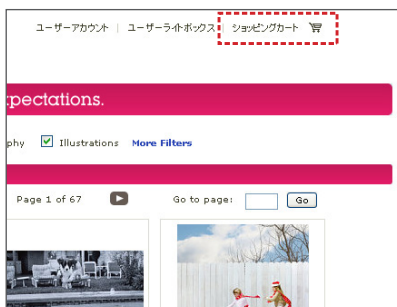 ユーザーアカウント | ユーザーライトボックス ショッピングカート
pectations.
phy Illustrations More Filters
Page 1 of 67 Go to page: Go